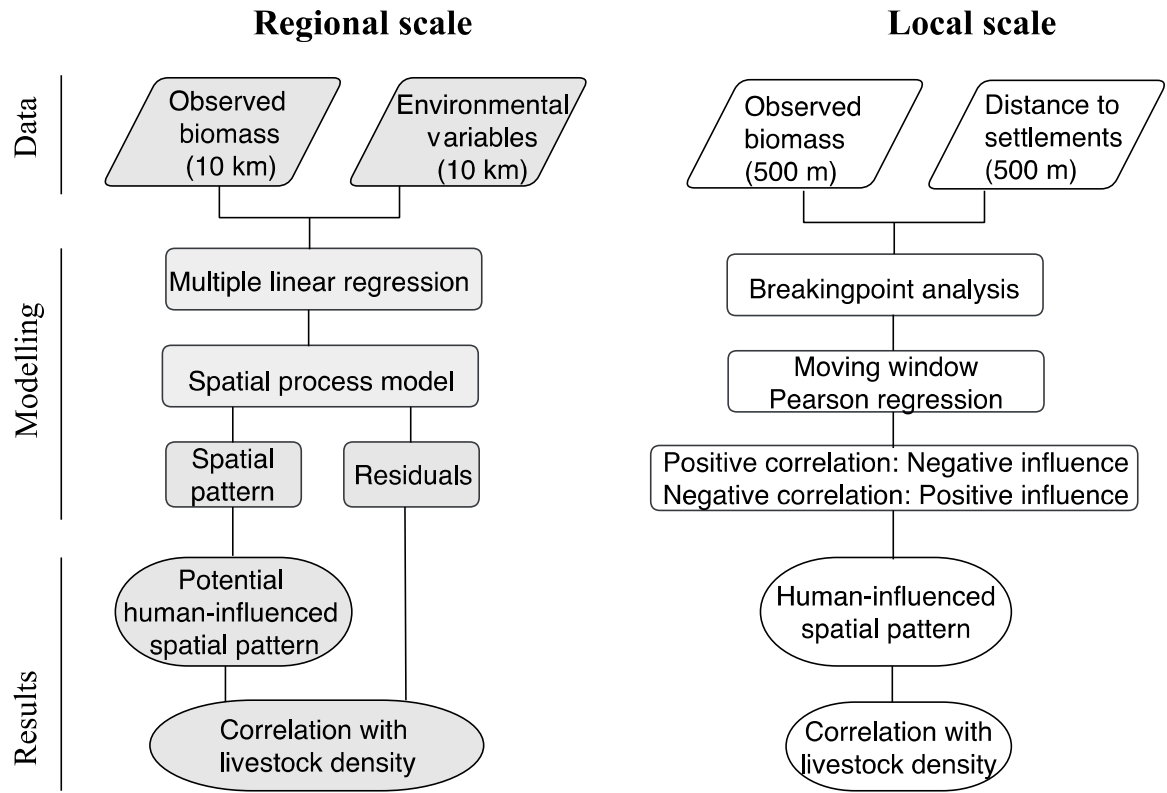 Regional scale
Local scale
Data
Observed
biomass
(10 km)
Environmental
variables
(10 km)
Observed
biomass
(500 m)
Distance to
settlements
(500 m)
Modelling
Multiple linear regression
Spatial process model
Spatial
pattern
Residuals
Breakingpoint analysis
Moving window
Pearson regression
Positive correlation: Negative influence
Negative correlation: Positive influence
Results
Potential
human-influenced
spatial pattern
Correlation with
livestock density
Human-influenced
spatial pattern
Correlation with
livestock density